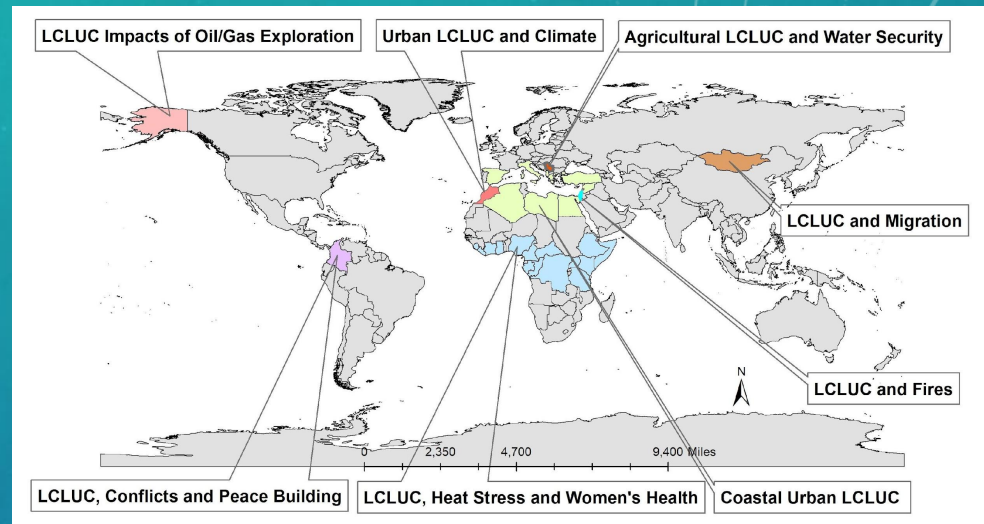 LCLUC Impacts of Oil/Gas Exploration
Urban LCLUC and Climate
Agricultural LCLUC and Water Security
LCLUC and Migration
LCLUC and Fires
N
0 2,350 4,700 9,400 Miles
LCLUC, Conflicts and Peace Building
LCLUC, Heat Stress and Women's Health
Coastal Urban LCLUC